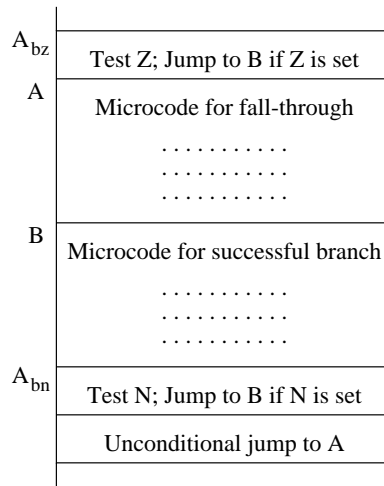 A_bz
Test Z; Jump to B if Z is set
A
Microcode for fall-through
. . . . . . . . . . .
. . . . . . . . . . .
. . . . . . . . . . .
B
Microcode for successful branch
. . . . . . . . . . .
. . . . . . . . . . .
. . . . . . . . . . .
A_bn
Test N; Jump to B if N is set
Unconditional jump to A